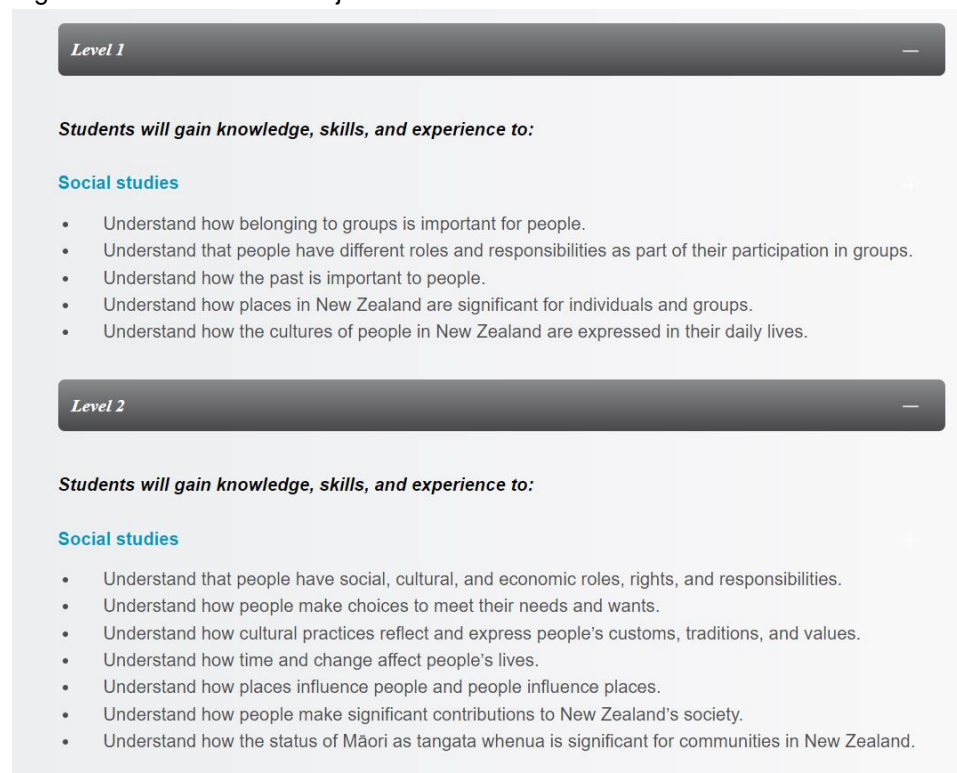 Level 1
Students will gain knowledge, skills, and experience to:
Social studies
• Understand how belonging to groups is important for people.
• Understand that people have different roles and responsibilities as part of their participation in groups.
• Understand how the past is important to people.
• Understand how places in New Zealand are significant for individuals and groups.
• Understand how the cultures of people in New Zealand are expressed in their daily lives.
Level 2
Students will gain knowledge, skills, and experience to:
Social studies
• Understand that people have social, cultural, and economic roles, rights, and responsibilities.
• Understand how people make choices to meet their needs and wants.
• Understand how cultural practices reflect and express people’s customs, traditions, and values.
• Understand how time and change affect people’s lives.
• Understand how places influence people and people influence places.
• Understand how people make significant contributions to New Zealand’s society.
• Understand how the status of Māori as tangata whenua is significant for communities in New Zealand.